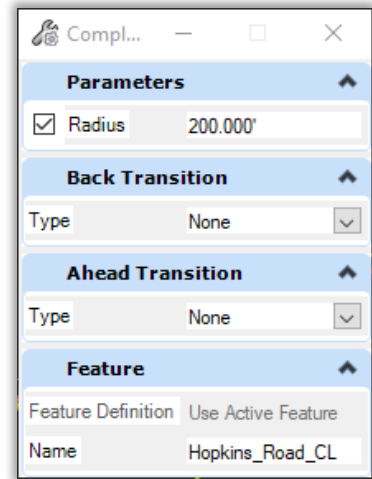 Compl...
Parameters
Radius 200.000'
Back Transition
Type None
Ahead Transition
Type None
Feature
Feature Definition Use Active Feature
Name Hopkins_Road_CL